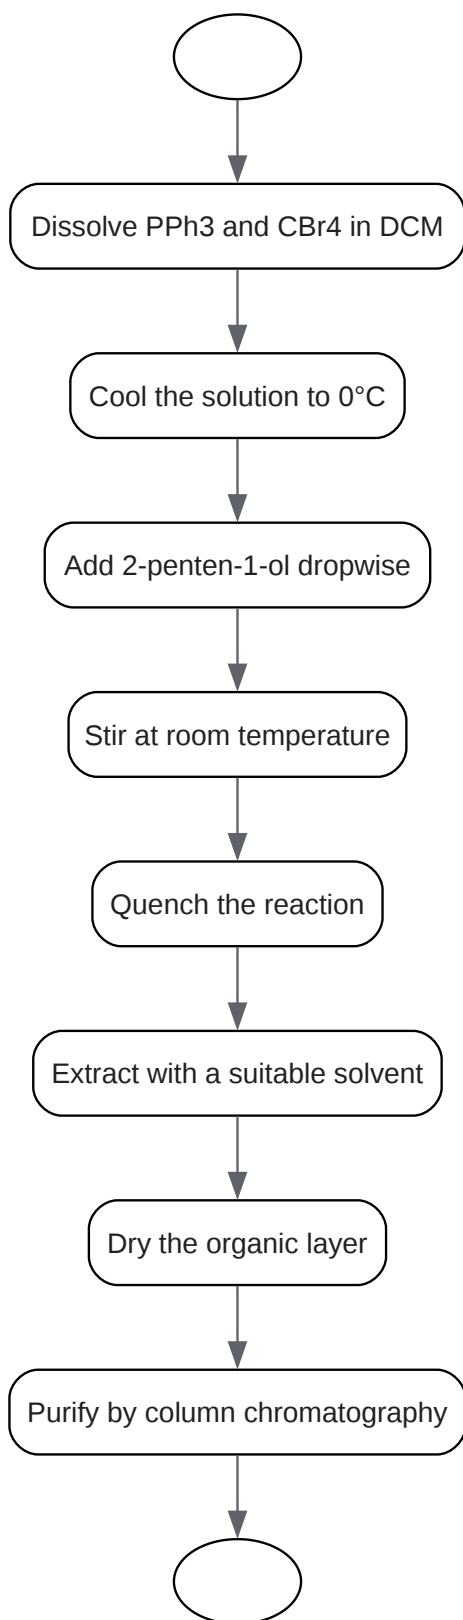 Dissolve PPh3 and CBr4 in DCM
Cool the solution to 0°C
Add 2-penten-1-ol dropwise
Stir at room temperature
Quench the reaction
Extract with a suitable solvent
Dry the organic layer
Purify by column chromatography